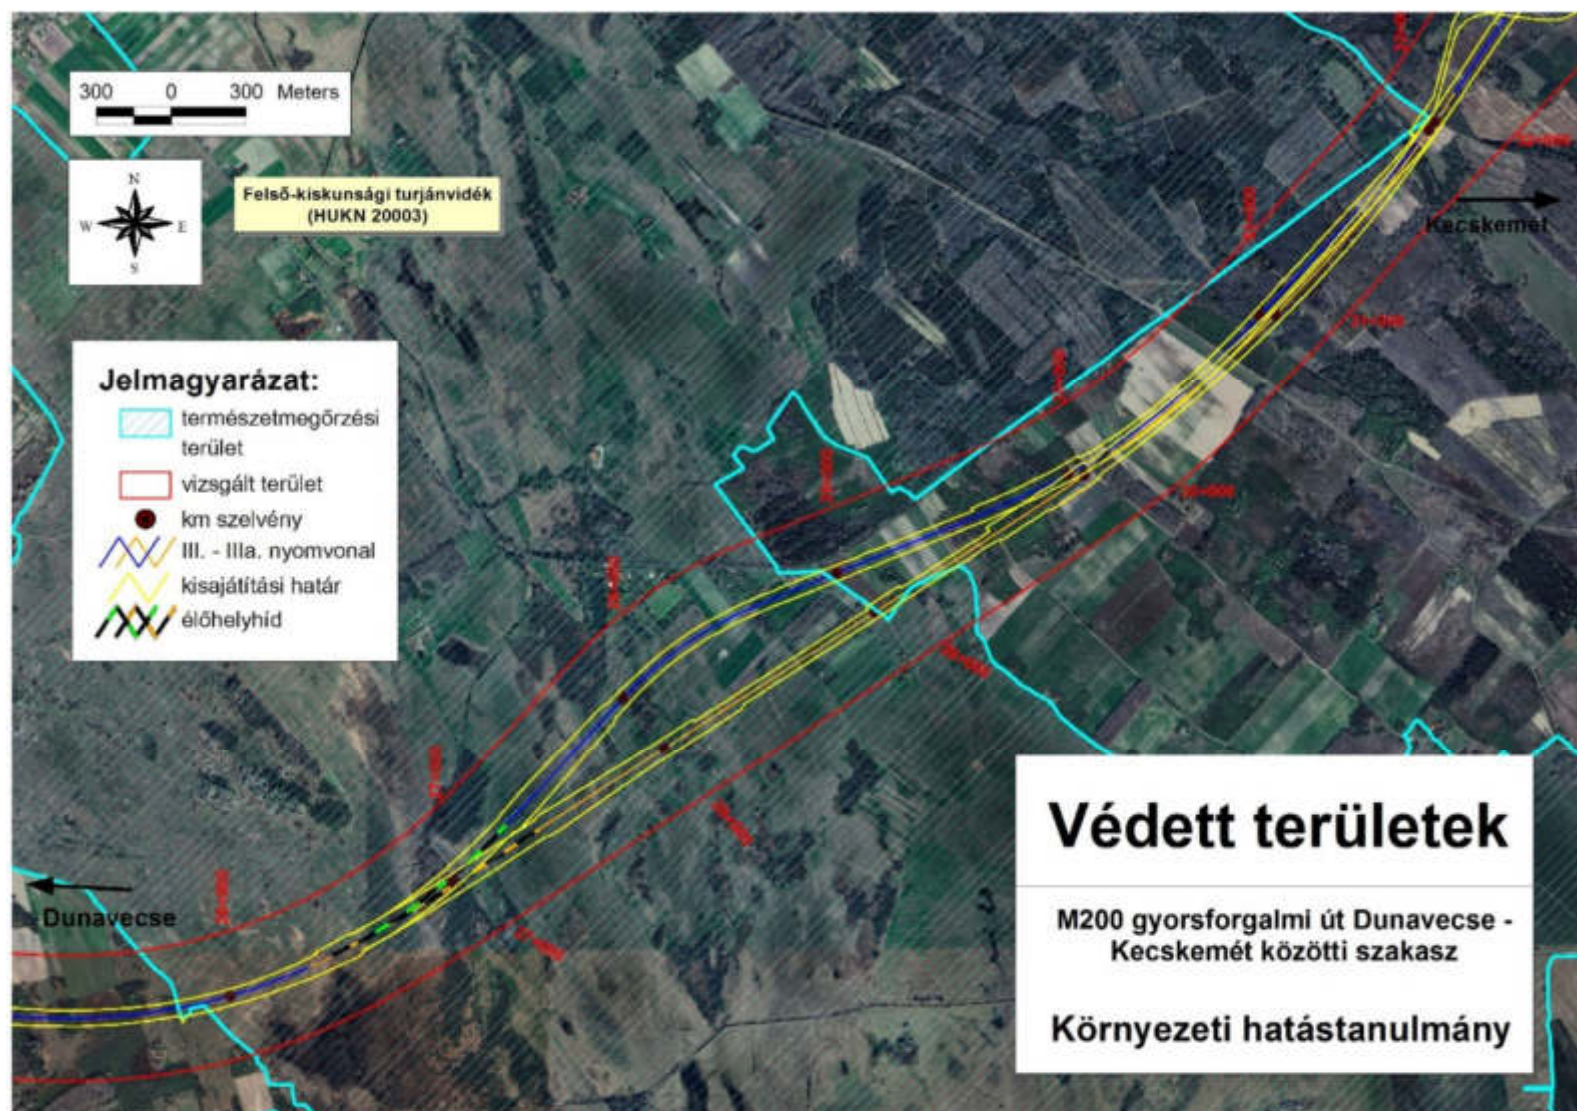 300 0 300 Meters
N
W E
S
Felső-kiskunsági turjánvidék
(HUKN 20003)
Kecskemét
Jelmagyarázat:
természetmegőrzési
terület
vizsgált terület
km szelvény
III. - IIIa. nyomvonal
kisajátítási határ
élőhelyhíd
Dunavecse
Védett területek
M200 gyorsforgalmi út Dunavecse -
Kecskemét közötti szakasz
Környezeti hatástanulmány